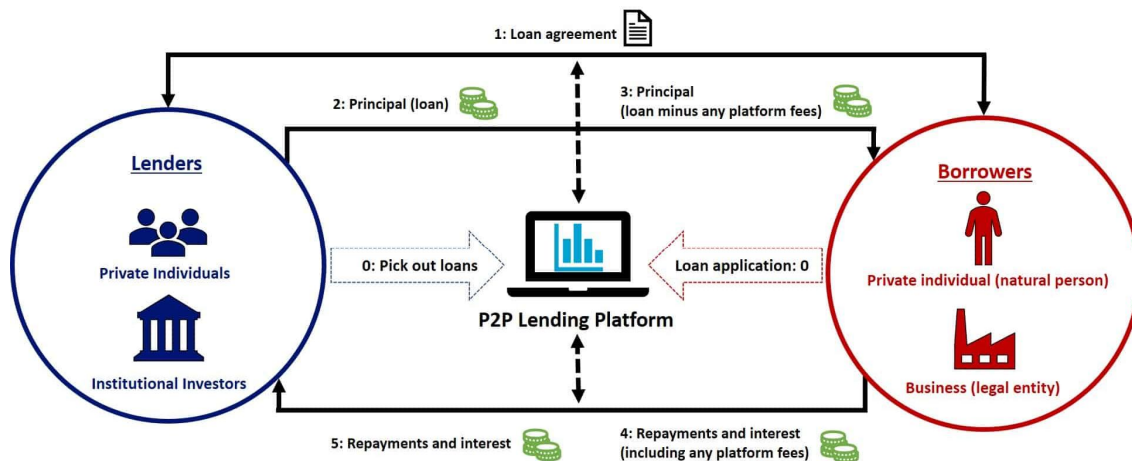 1: Loan agreement
2: Principal (loan)
3: Principal
(loan minus any platform fees)
Lenders
Private Individuals
Institutional Investors
0: Pick out loans
P2P Lending Platform
Loan application: 0
Borrowers
Private individual (natural person)
Business (legal entity)
5: Repayments and interest
4: Repayments and interest
(including any platform fees)